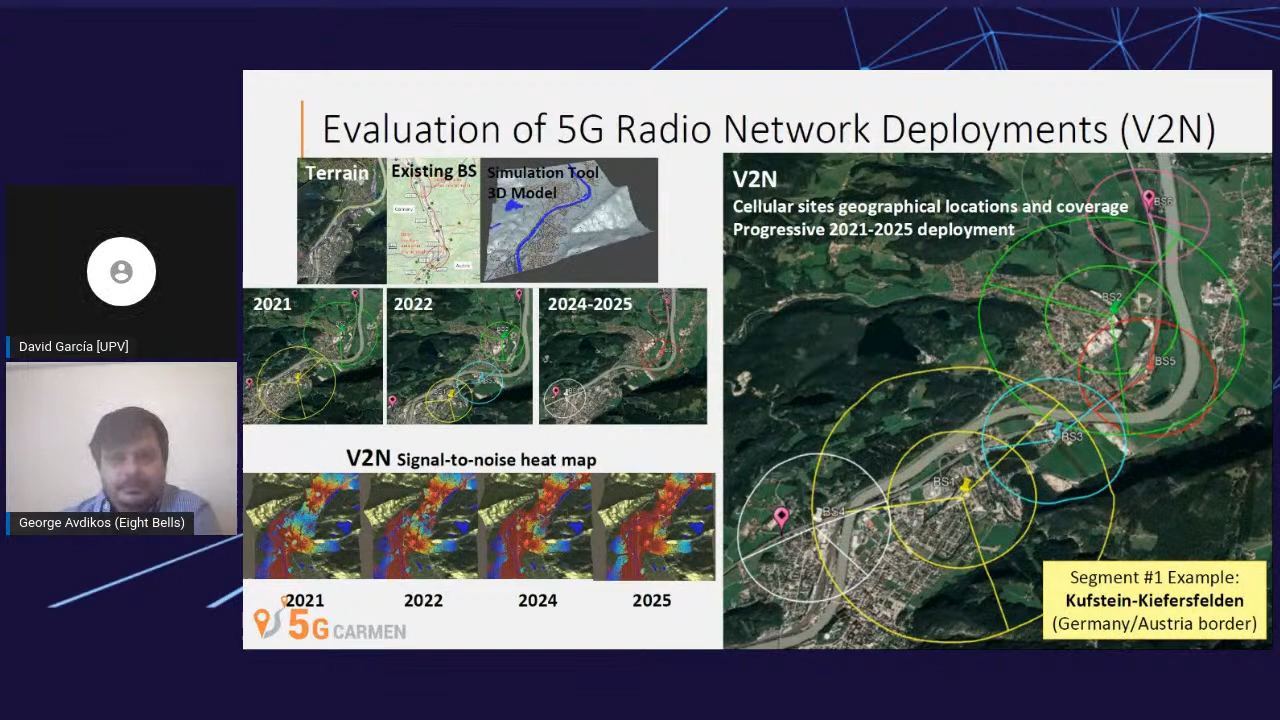 Evaluation of 5G Radio Network Deployments (V2N)
Terrain
Existing BS
Simulation Tool
3D Model
V2N
Cellular sites geographical locations and coverage
Progressive 2021-2025 deployment
BS6
BS2
BS5
BS3
BS1
BS4
2021
2022
2024-2025
V2N Signal-to-noise heat map
2021
2022
2024
2025
5G CARMEN
Segment #1 Example:
Kufstein-Kiefersfelden
(Germany/Austria border)
David García [UPV]
George Avdikos (Eight Bells)